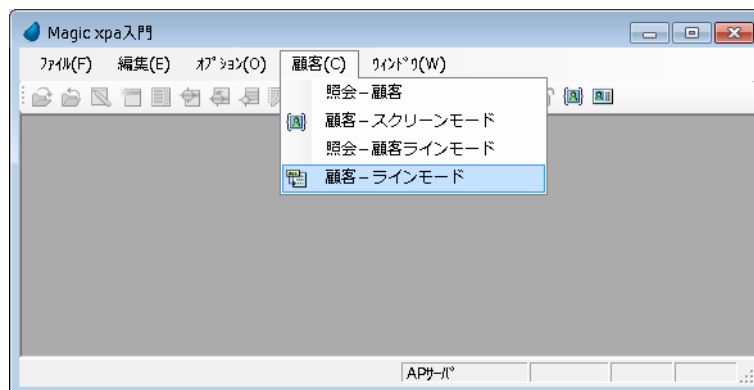 Magic xpa入門
ﾌｧｲﾙ(F) 編集(E) ｵﾌﾟｼｮﾝ(O) 顧客(C) ｳｨﾝﾄﾞｳ(W)
照会–顧客
顧客–スクリーンモード
照会–顧客ラインモード
顧客–ラインモード
APｻｰﾊﾞ